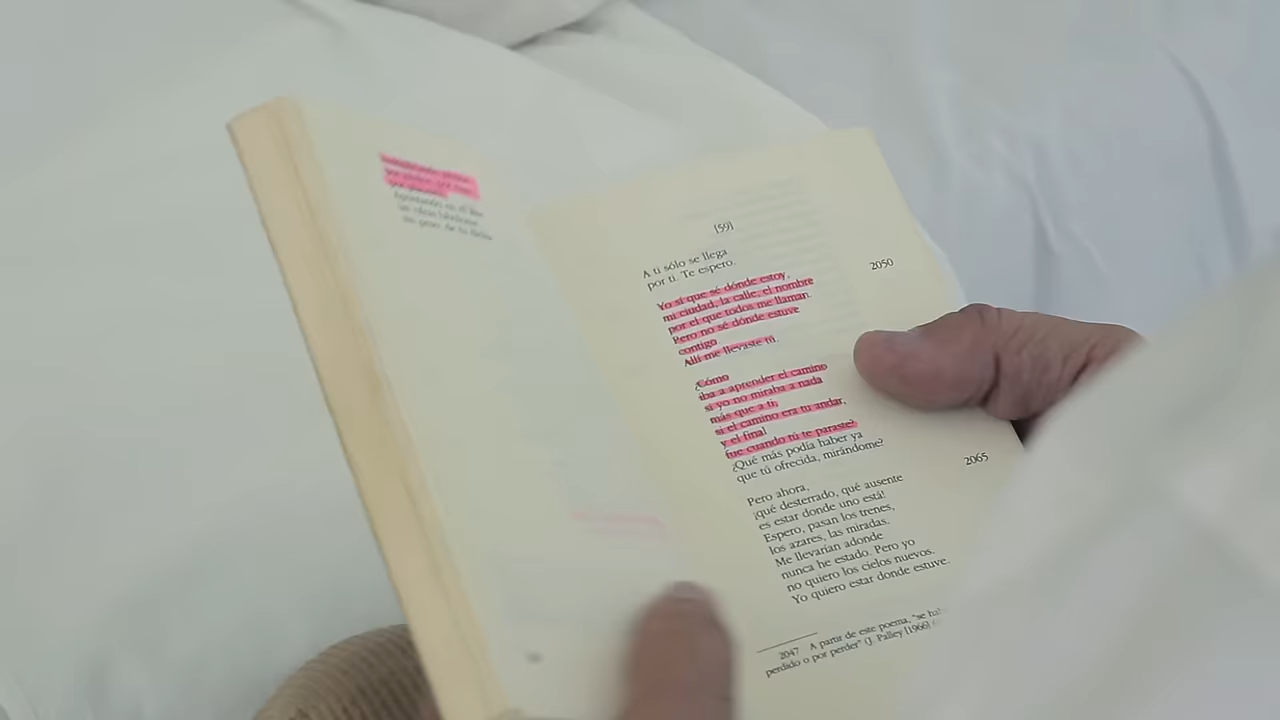 [59]
A ti sólo se llega
por ti. Te espero.
2050
Yo sí que sé dónde estoy,
mi ciudad, la calle, el nombre
por el que todos me llaman.
Pero no sé dónde estuve
contigo.
Allí me llevaste tú.
¿Cómo
iba a aprender el camino
si yo no miraba a nada
más que a ti,
si el camino era tu andar,
y el final
fue cuando tú te paraste?
¿Qué más podía haber ya
que tú ofrecida, mirándome?
2065
Pero ahora,
¡qué desterrado, qué ausente
es estar donde uno está!
Espero, pasan los trenes,
los azares, las miradas.
Me llevarían adonde
nunca he estado. Pero yo
no quiero los cielos nuevos.
Yo quiero estar donde estuve.
2047 A partir de este poema, "se
perdido o por perder" (J. Palley [1966]